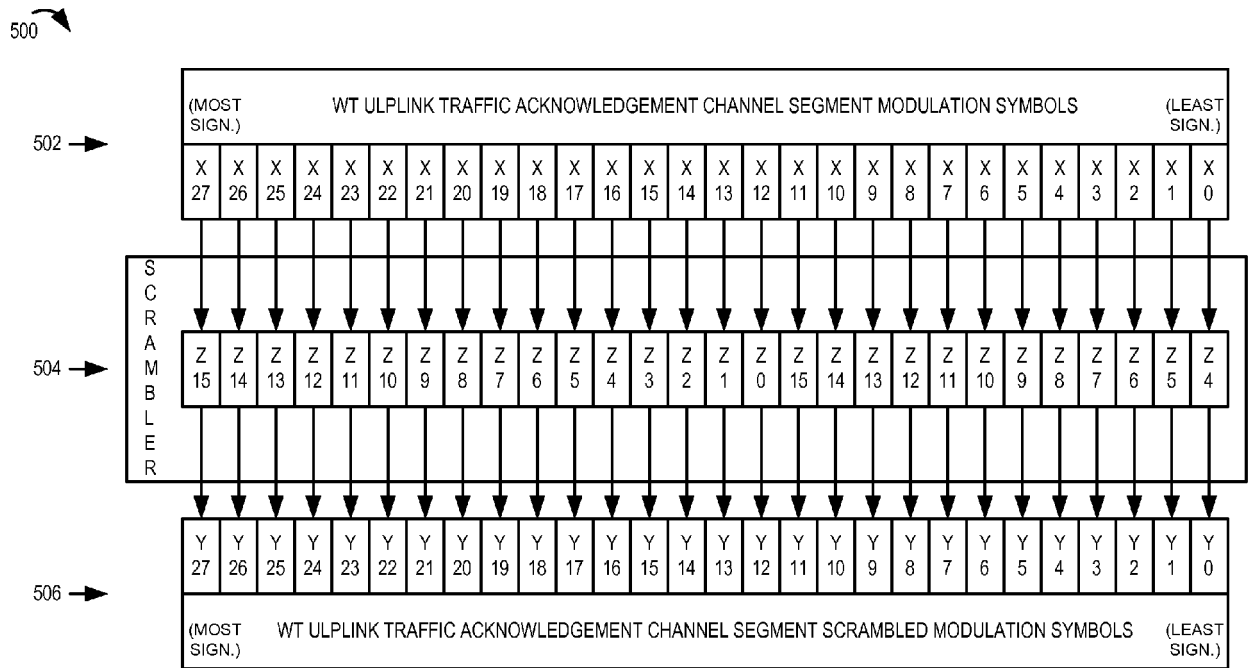 500
(MOST SIGN.) WT ULPLINK TRAFFIC ACKNOWLEDGEMENT CHANNEL SEGMENT MODULATION SYMBOLS (LEAST SIGN.)
502
X X X X X X X X X X X X X X X X X X X X X X X X X X X X
27 26 25 24 23 22 21 20 19 18 17 16 15 14 13 12 11 10 9 8 7 6 5 4 3 2 1 0
SCRAMBLER
504
Z Z Z Z Z Z Z Z Z Z Z Z Z Z Z Z Z Z Z Z Z Z Z Z Z Z Z Z
15 14 13 12 11 10 9 8 7 6 5 4 3 2 1 0 15 14 13 12 11 10 9 8 7 6 5 4
Y Y Y Y Y Y Y Y Y Y Y Y Y Y Y Y Y Y Y Y Y Y Y Y Y Y Y Y
27 26 25 24 23 22 21 20 19 18 17 16 15 14 13 12 11 10 9 8 7 6 5 4 3 2 1 0
506
(MOST SIGN.) WT ULPLINK TRAFFIC ACKNOWLEDGEMENT CHANNEL SEGMENT SCRAMBLED MODULATION SYMBOLS (LEAST SIGN.)